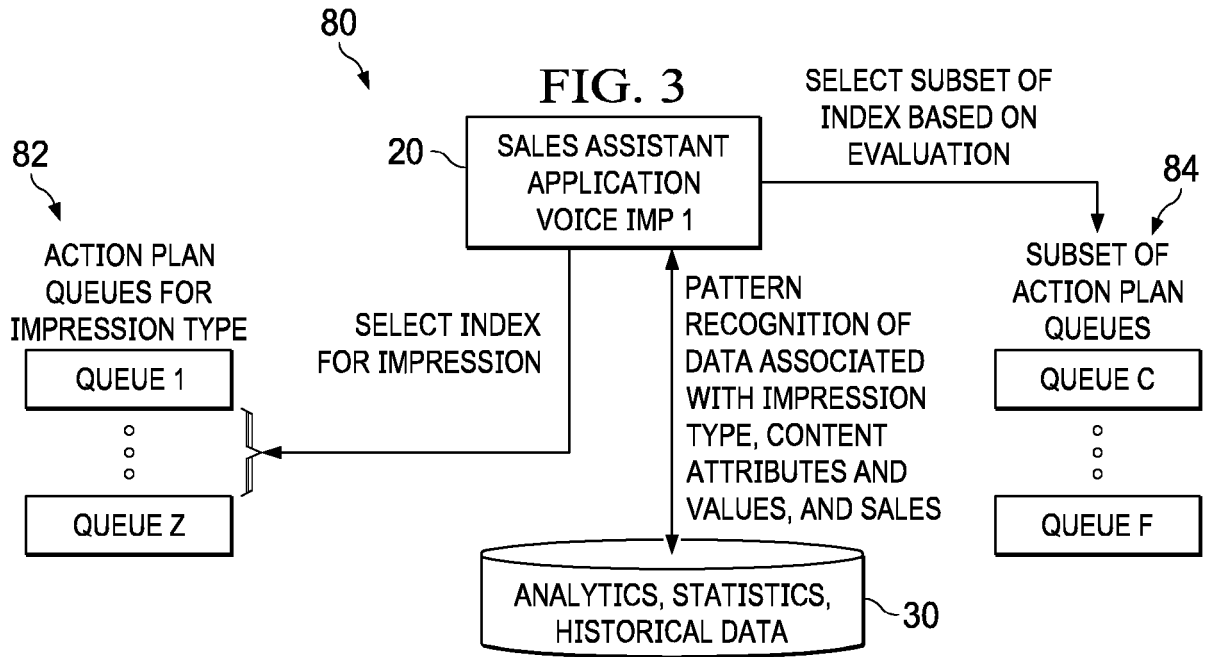 80
FIG. 3
82
ACTION PLAN
QUEUES FOR
IMPRESSION TYPE
QUEUE 1
QUEUE Z
SELECT INDEX
FOR IMPRESSION
20
SALES ASSISTANT
APPLICATION
VOICE IMP 1
PATTERN
RECOGNITION OF
DATA ASSOCIATED
WITH IMPRESSION
TYPE, CONTENT
ATTRIBUTES AND
VALUES, AND SALES
ANALYTICS, STATISTICS,
HISTORICAL DATA
30
SELECT SUBSET OF
INDEX BASED ON
EVALUATION
84
SUBSET OF
ACTION PLAN
QUEUES
QUEUE C
QUEUE F